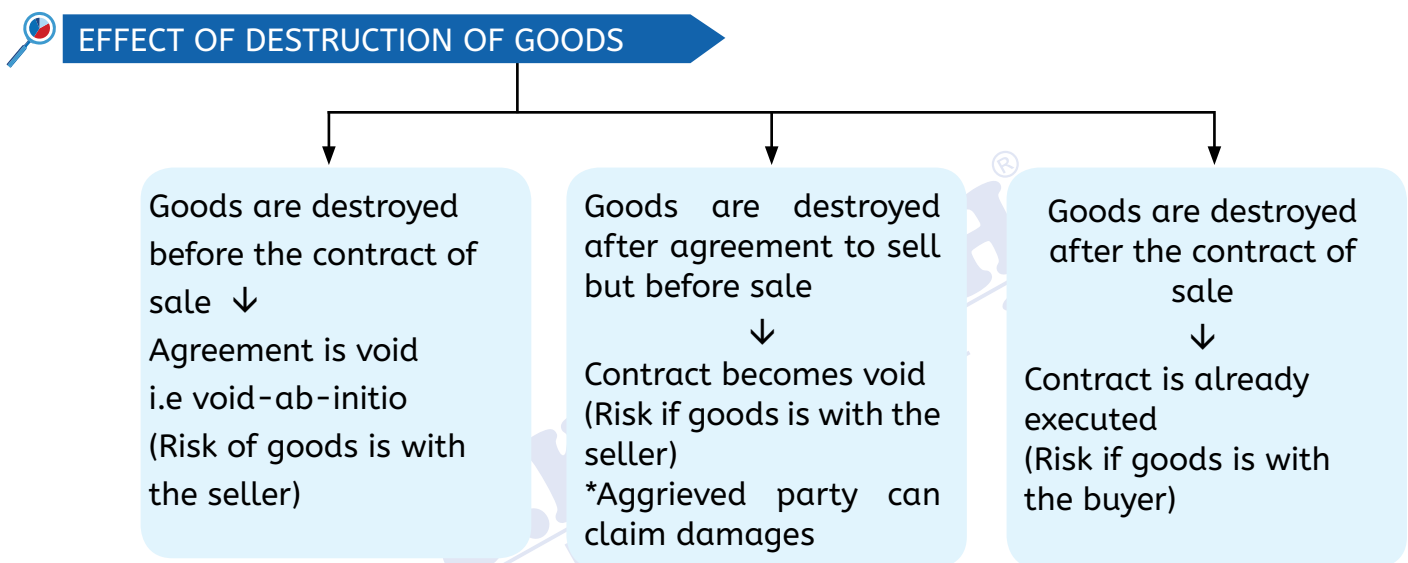 EFFECT OF DESTRUCTION OF GOODS
Goods are destroyed
before the contract of
sale ↓
Agreement is void
i.e void-ab-initio
(Risk of goods is with
the seller)
Goods are destroyed
after agreement to sell
but before sale
↓
Contract becomes void
(Risk if goods is with the
seller)
*Aggrieved party can
claim damages
Goods are destroyed
after the contract of
sale
↓
Contract is already
executed
(Risk if goods is with
the buyer)
®